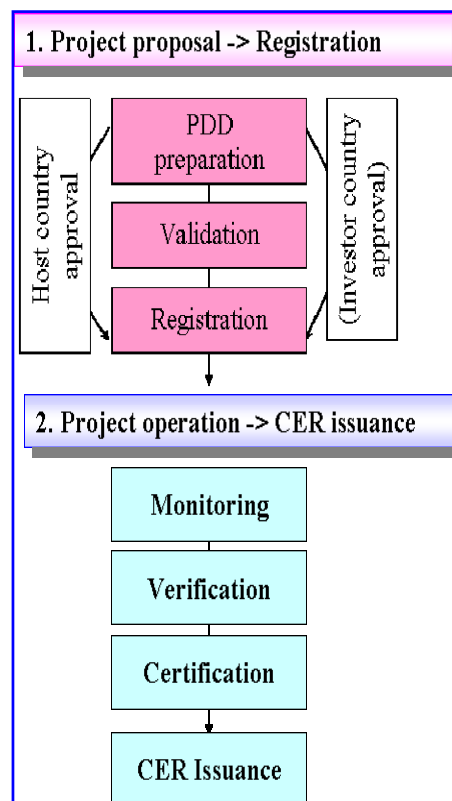 1. Project proposal -> Registration
Host country
approval
PDD
preparation
(Investor country
approval)
Validation
Registration
2. Project operation -> CER issuance
Monitoring
Verification
Certification
CER Issuance